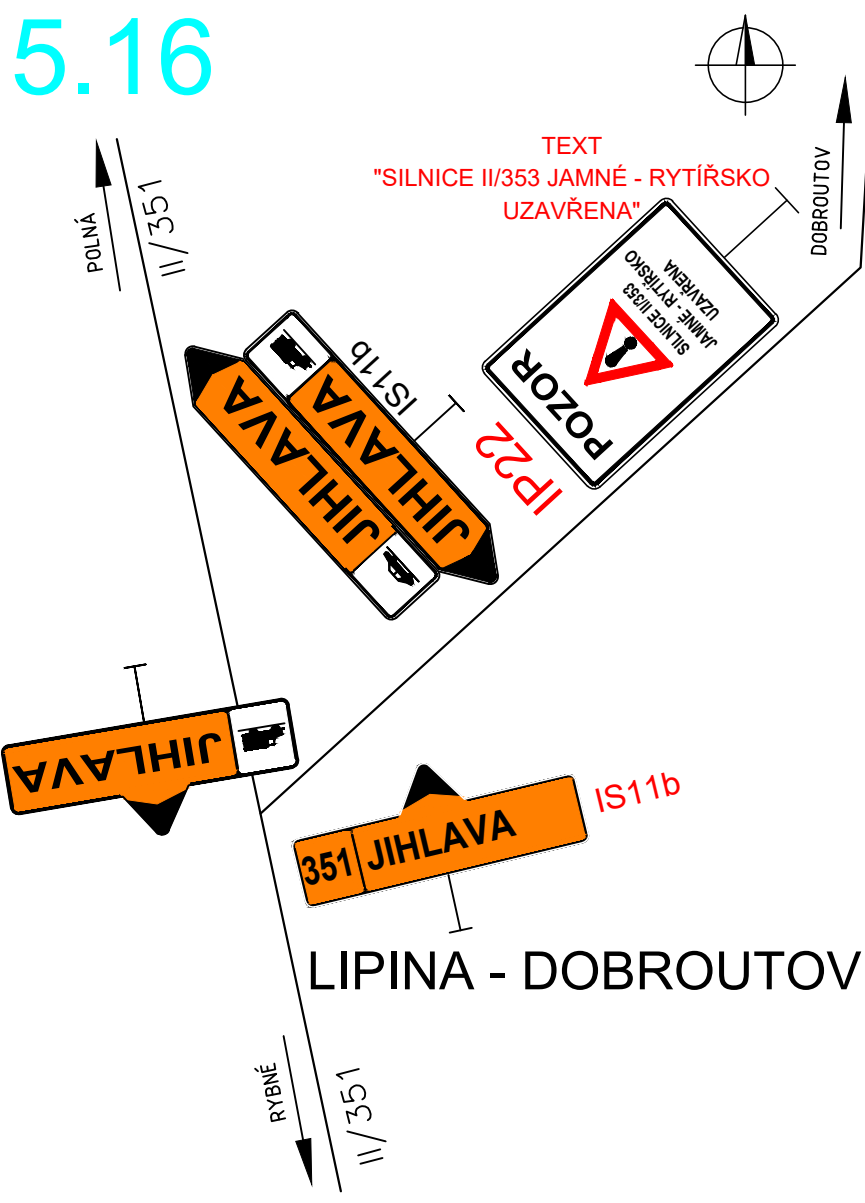 5.16
TEXT
"SILNICE II/353 JAMNÉ - RYTÍŘSKO
UZAVŘENA"
DOBROUTOV
POLNÁ
II/351
SILNICE II/353
JAMNÉ - RYTÍŘSKO
UZAVŘENA
POZOR
IP22
IS11b
JIHLAVA
JIHLAVA
JIHLAVA
351 JIHLAVA
IS11b
LIPINA - DOBROUTOV
RYBNÉ
II/351